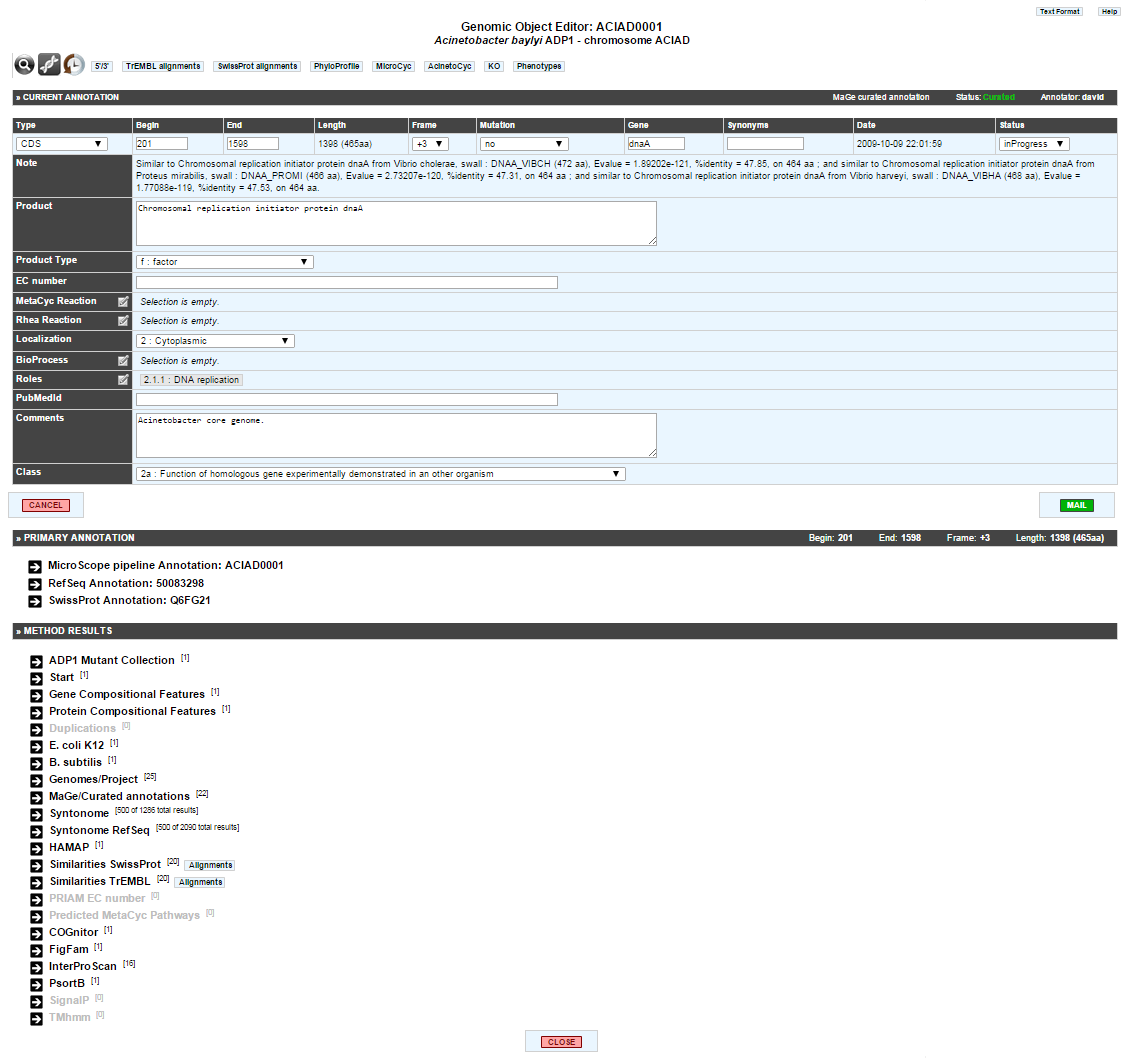 Text Format Help
Genomic Object Editor: ACIAD0001
Acinetobacter baylyi ADP1 - chromosome ACIAD
5'/3' TrEMBL alignments SwissProt alignments PhyloProfile MicroCyc AcinetoCyc KO Phenotypes
» CURRENT ANNOTATION MaGe curated annotation Status: Curated Annotator: david
Type Begin End Length Frame Mutation Gene Synonyms Date Status
CDS 201 1598 1398 (465aa) +3 no dnaA 2009-10-09 22:01:59 inProgress
Note Similar to Chromosomal replication initiator protein dnaA from Vibrio cholerae, swall : DNAA_VIBCH (472 aa), Evalue = 1.89202e-121, %identity = 47.85, on 464 aa ; and similar to Chromosomal replication initiator protein dnaA from
Proteus mirabilis, swall : DNAA_PROMI (466 aa), Evalue = 2.73207e-120, %identity = 47.31, on 464 aa ; and similar to Chromosomal replication initiator protein dnaA from Vibrio harveyi, swall : DNAA_VIBHA (468 aa), Evalue =
1.77088e-119, %identity = 47.53, on 464 aa.
Product Chromosomal replication initiator protein dnaA
Product Type f : factor
EC number
MetaCyc Reaction Selection is empty.
Rhea Reaction Selection is empty.
Localization 2 : Cytoplasmic
BioProcess Selection is empty.
Roles 2.1.1 : DNA replication
PubMedId
Comments Acinetobacter core genome.
Class 2a : Function of homologous gene experimentally demonstrated in an other organism
CANCEL MAIL
» PRIMARY ANNOTATION Begin: 201 End: 1598 Frame: +3 Length: 1398 (465aa)
MicroScope pipeline Annotation: ACIAD0001
RefSeq Annotation: 50083298
SwissProt Annotation: Q6FG21
» METHOD RESULTS
ADP1 Mutant Collection [1]
Start [1]
Gene Compositional Features [1]
Protein Compositional Features [1]
Duplications [0]
E. coli K12 [1]
B. subtilis [1]
Genomes/Project [25]
MaGe/Curated annotations [22]
Syntonome [500 of 1286 total results]
Syntonome RefSeq [500 of 2090 total results]
HAMAP [1]
Similarities SwissProt [20] Alignments
Similarities TrEMBL [20] Alignments
PRIAM EC number [0]
Predicted MetaCyc Pathways [0]
COGnitor [1]
FigFam [1]
InterProScan [16]
PsortB [1]
SignalP [0]
TMhmm [0]
CLOSE